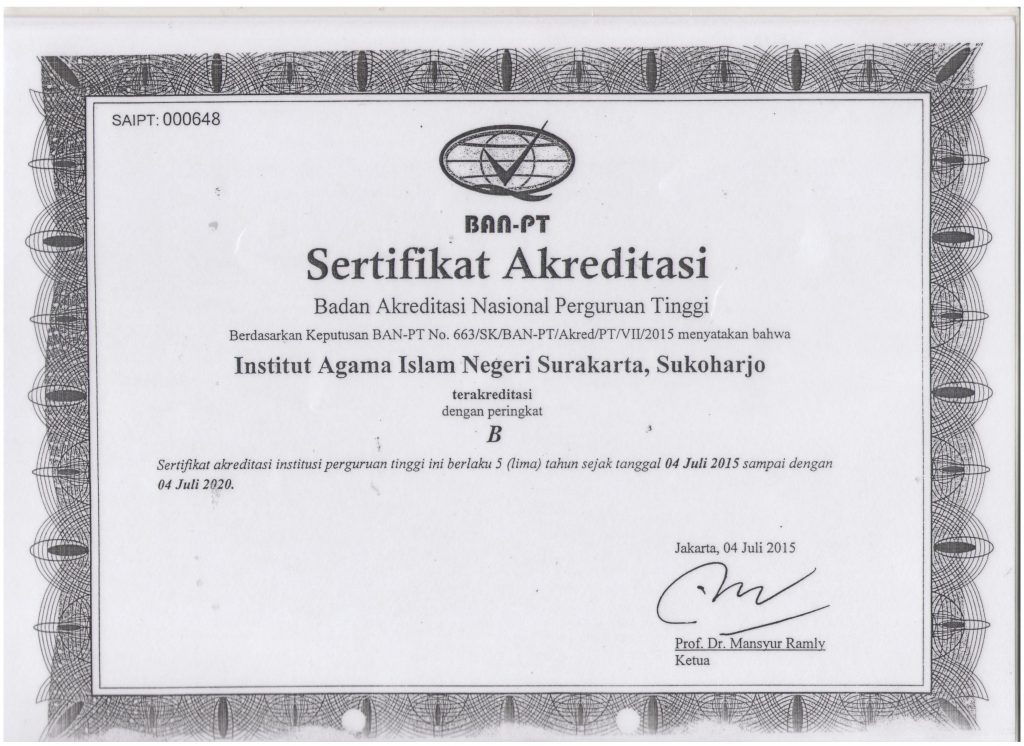 SAIPT: 000648
BAN-PT
Sertifikat Akreditasi
Badan Akreditasi Nasional Perguruan Tinggi
Berdasarkan Keputusan BAN-PT No. 663/SK/BAN-PT/Akred/PT/VII/2015 menyatakan bahwa
Institut Agama Islam Negeri Surakarta, Sukoharjo
terakreditasi
dengan peringkat
B
Sertifikat akreditasi institusi perguruan tinggi ini berlaku 5 (lima) tahun sejak tanggal 04 Juli 2015 sampai dengan
04 Juli 2020.
Jakarta, 04 Juli 2015
Prof. Dr. Mansyur Ramly
Ketua